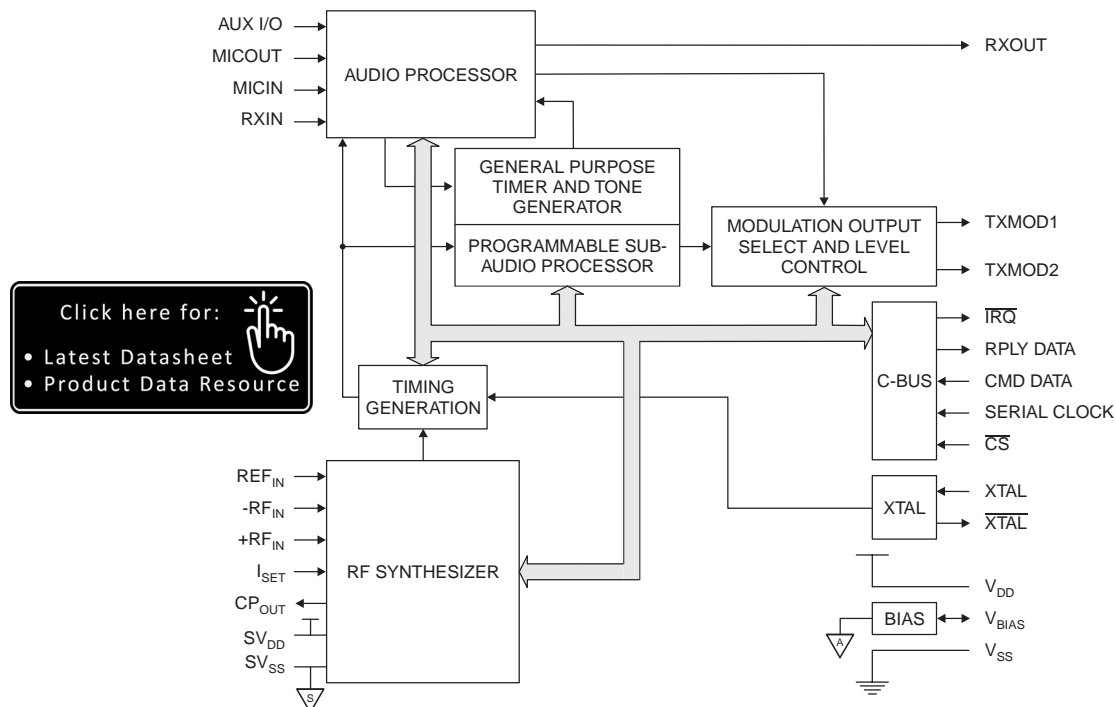 AUX I/O
MICOUT
MICIN
RXIN
AUDIO PROCESSOR
RXOUT
GENERAL PURPOSE
TIMER AND TONE
GENERATOR
PROGRAMMABLE SUB-
AUDIO PROCESSOR
MODULATION OUTPUT
SELECT AND LEVEL
CONTROL
TXMOD1
TXMOD2
Click here for:
• Latest Datasheet
• Product Data Resource
TIMING
GENERATION
C-BUS
IRQ
RPLY DATA
CMD DATA
SERIAL CLOCK
CS
XTAL
XTAL
XTAL
REFIN
-RFIN
+RFIN
ISET
CPOUT
SVDD
SVSS
S
RF SYNTHESIZER
VDD
BIAS
VBIAS
A
VSS